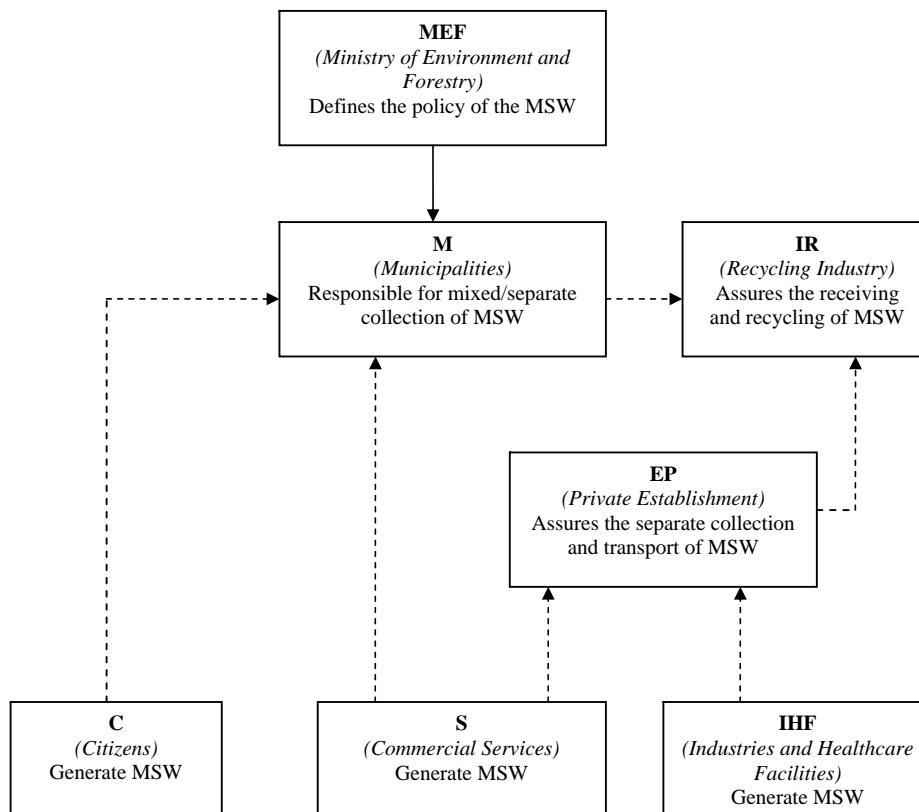 MEF
(Ministry of Environment and
Forestry)
Defines the policy of the MSW
M
(Municipalities)
Responsible for mixed/separate
collection of MSW
IR
(Recycling Industry)
Assures the receiving
and recycling of MSW
EP
(Private Establishment)
Assures the separate collection
and transport of MSW
C
(Citizens)
Generate MSW
S
(Commercial Services)
Generate MSW
IHF
(Industries and Healthcare
Facilities)
Generate MSW